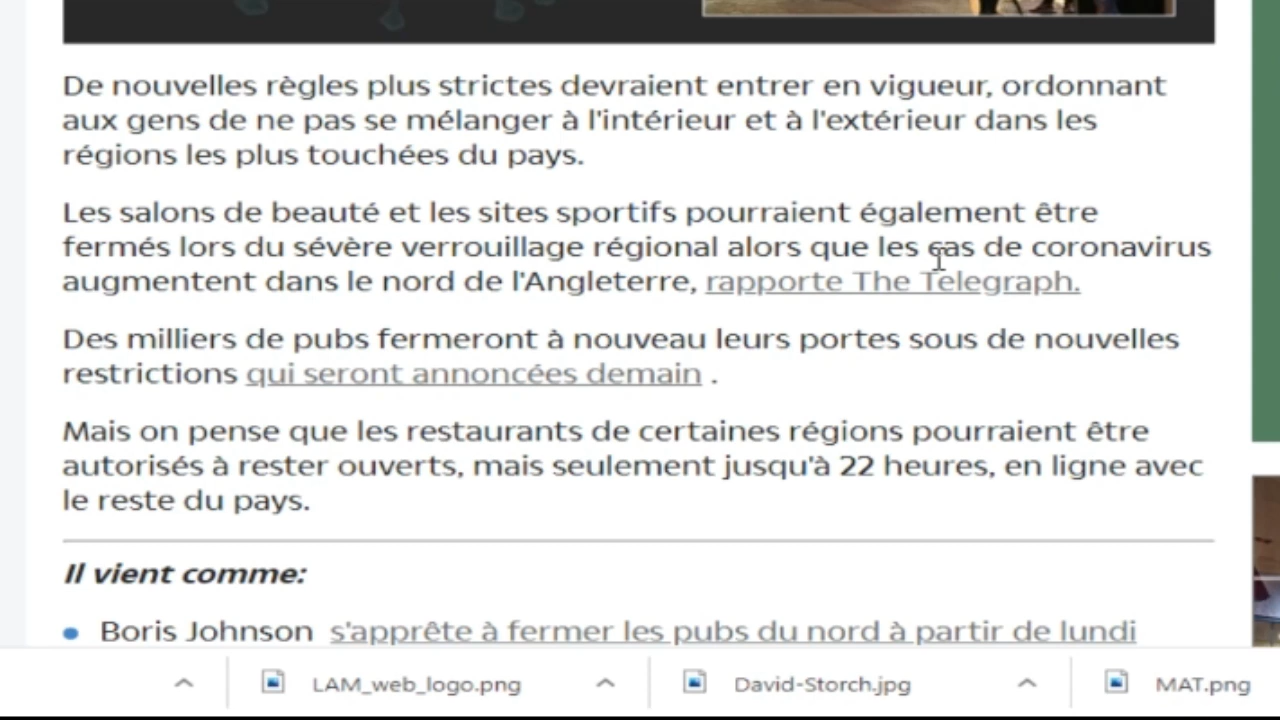 De nouvelles règles plus strictes devraient entrer en vigueur, ordonnant
aux gens de ne pas se mélanger à l'intérieur et à l'extérieur dans les
régions les plus touchées du pays.
Les salons de beauté et les sites sportifs pourraient également être
fermés lors du sévère verrouillage régional alors que les cas de coronavirus
augmentent dans le nord de l'Angleterre, rapporte The Telegraph.
Des milliers de pubs fermeront à nouveau leurs portes sous de nouvelles
restrictions qui seront annoncées demain .
Mais on pense que les restaurants de certaines régions pourraient être
autorisés à rester ouverts, mais seulement jusqu'à 22 heures, en ligne avec
le reste du pays.
Il vient comme:
Boris Johnson s'apprête à fermer les pubs du nord à partir de lundi
LAM_web_logo.png David-Storch.jpg MAT.png